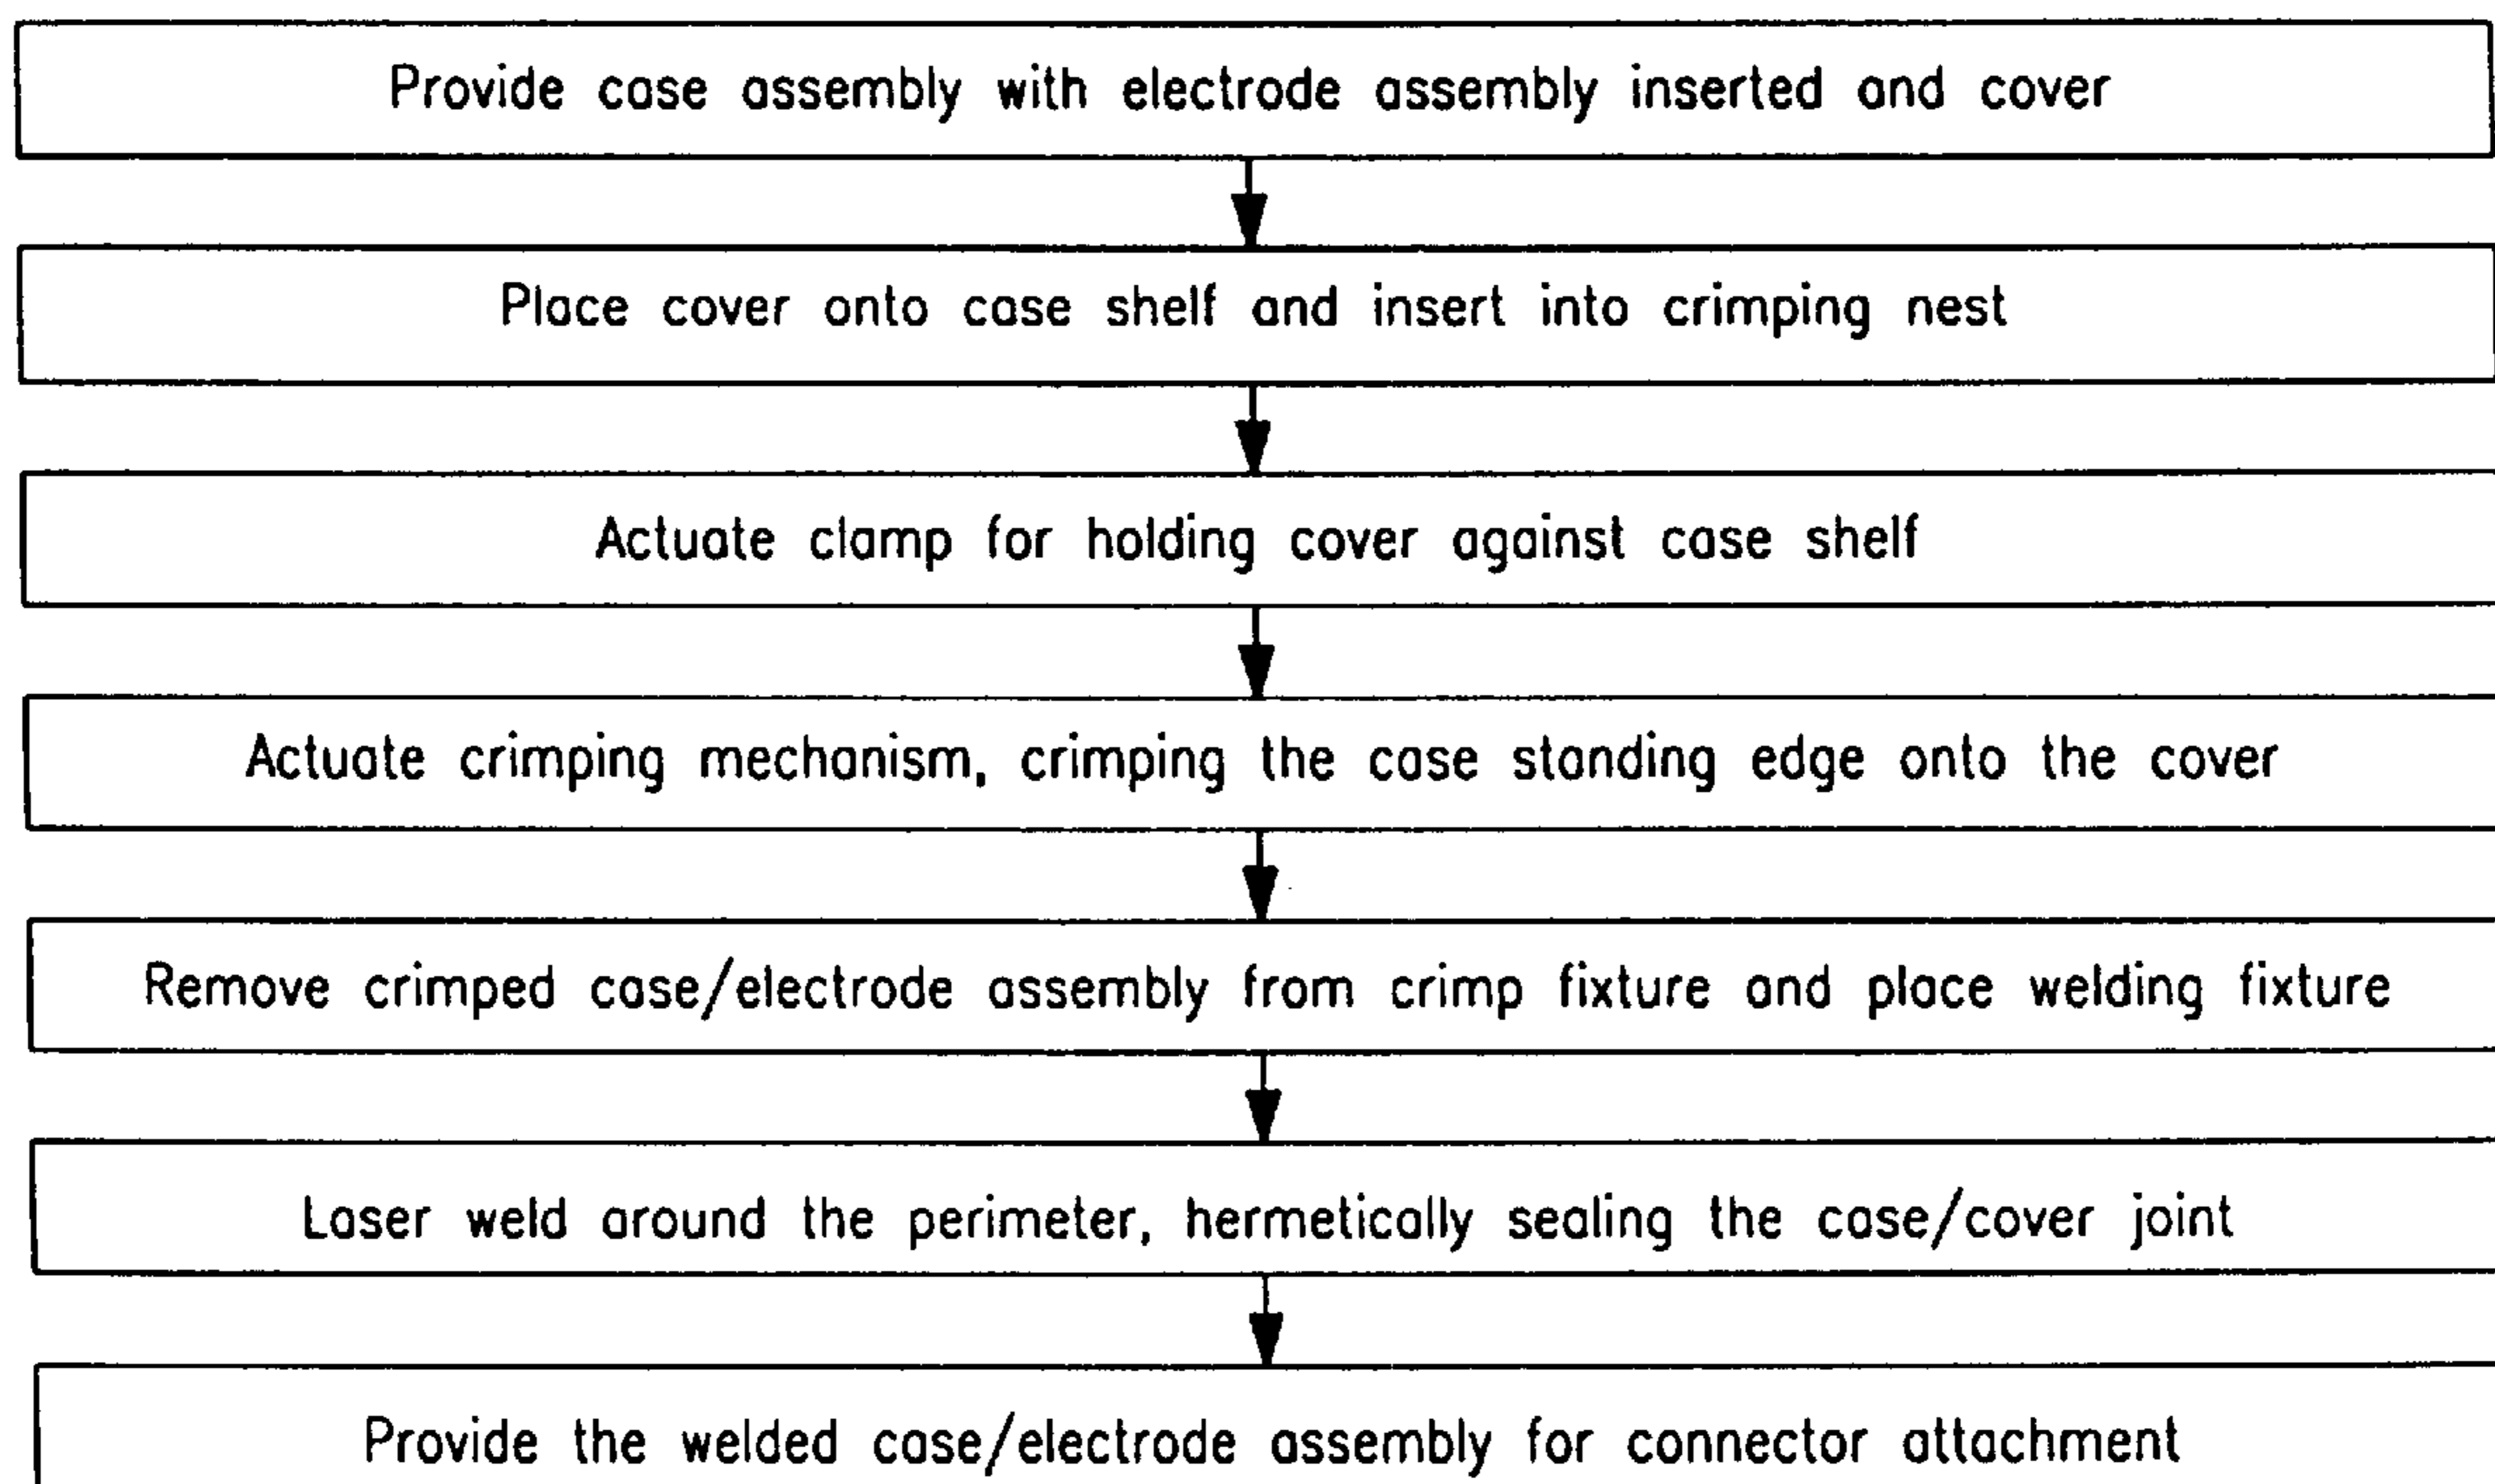 Provide case assembly with electrode assembly inserted and cover
Place cover onto case shelf and insert into crimping nest
Actuate clamp for holding cover against case shelf
Actuate crimping mechanism, crimping the case standing edge onto the cover
Remove crimped case/electrode assembly from crimp fixture and place welding fixture
Laser weld around the perimeter, hermetically sealing the case/cover joint
Provide the welded case/electrode assembly for connector attachment